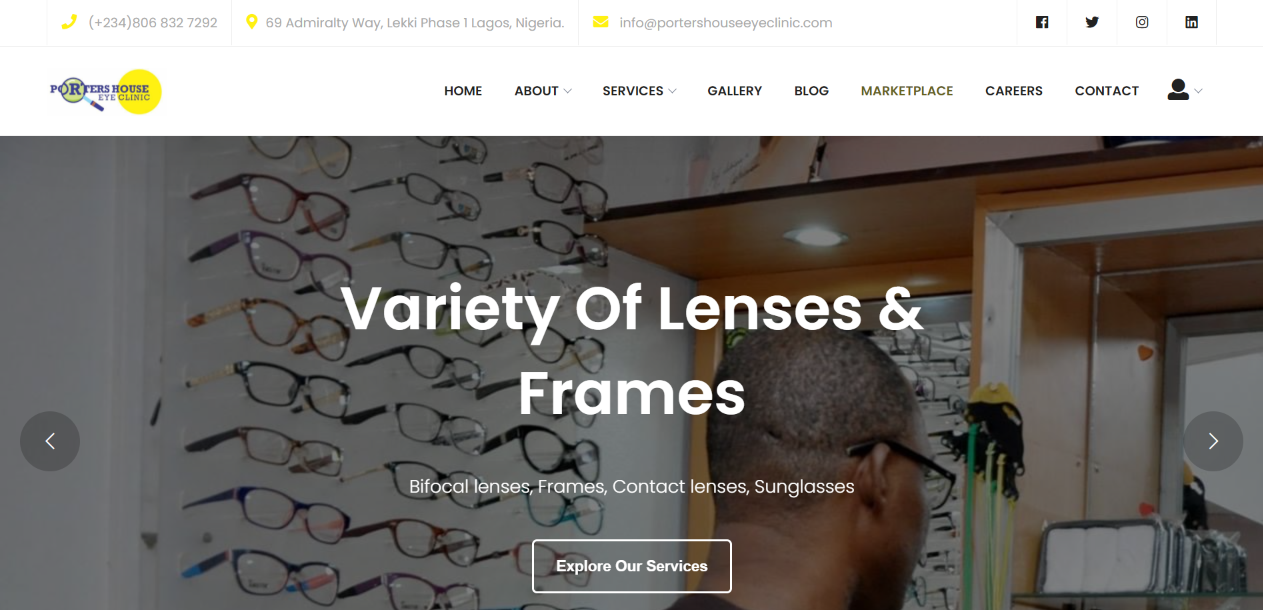 (+234)806 832 7292
69 Admiralty Way, Lekki Phase 1 Lagos, Nigeria.
info@portershouseeyeclinic.com
PORTERS HOUSE
EYE CLINIC
HOME
ABOUT
SERVICES
GALLERY
BLOG
MARKETPLACE
CAREERS
CONTACT
Variety Of Lenses &
Frames
Bifocal lenses, Frames, Contact lenses, Sunglasses
Explore Our Services